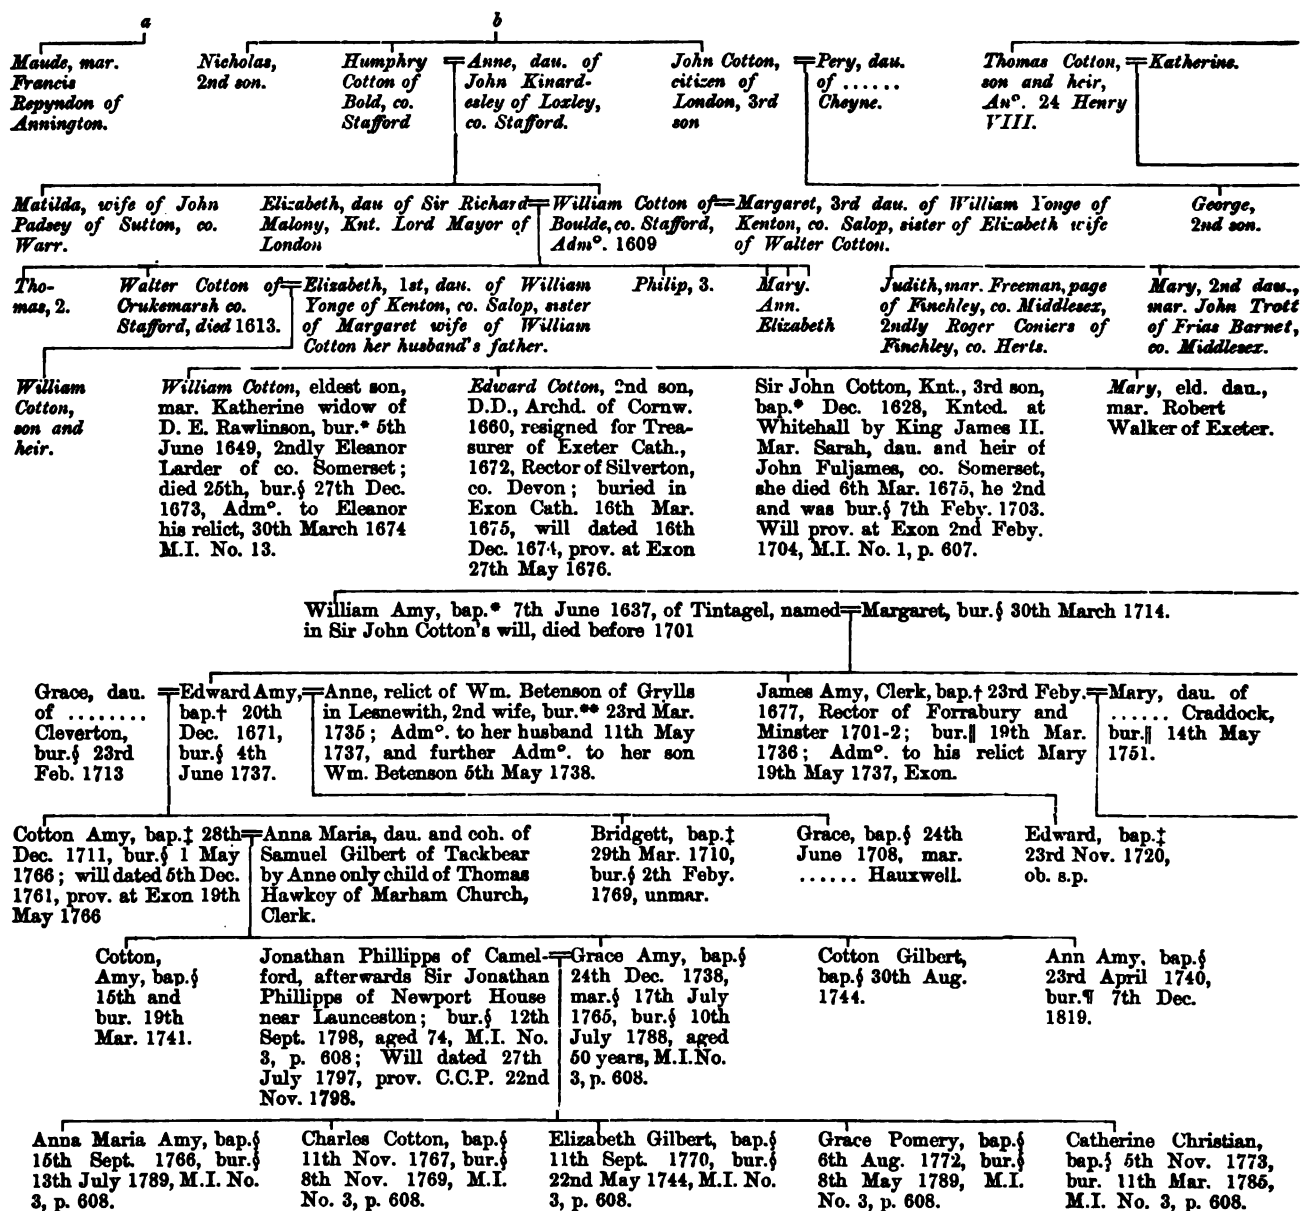 a
b
Maude, mar.
Francis
Repyndon of
Annington.
Nicholas,
2nd son.
Humphry
Cotton of
Bold, co.
Stafford
Anne, dau. of
John Kinard-
esley of Loxley,
co. Stafford.
John Cotton,
citizen of
London, 3rd
son
Pery, dau.
of ......
Cheyne.
Thomas Cotton,
son and heir,
Anº. 24 Henry
VIII.
Katherine.
Matilda, wife of John
Padsey of Sutton, co.
Warr.
Elizabeth, dau of Sir Richard
Malony, Knt. Lord Mayor of
London
William Cotton of
Boulde, co. Stafford,
Admº. 1609
Margaret, 3rd dau. of William Yonge of
Kenton, co. Salop, sister of Elizabeth wife
of Walter Cotton.
George,
2nd son.
Tho-
mas, 2.
Walter Cotton of
Crukemarsh co.
Stafford, died 1613.
Elizabeth, 1st, dau. of William
Yonge of Kenton, co. Salop, sister
of Margaret wife of William
Cotton her husband's father.
Philip, 3.
Mary.
Ann.
Elizabeth
Judith, mar. Freeman, page
of Finchley, co. Middlesex,
2ndly Roger Coniers of
Finchley, co. Herts.
Mary, 2nd dau.,
mar. John Trott
of Frias Barnet,
co. Middlesex.
William
Cotton,
son and
heir.
William Cotton, eldest son,
mar. Katherine widow of
D. E. Rawlinson, bur.* 5th
June 1649, 2ndly Eleanor
Larder of co. Somerset;
died 25th, bur.§ 27th Dec.
1673, Admº. to Eleanor
his relict, 30th March 1674
M.I. No. 13.
Edward Cotton, 2nd son,
D.D., Archd. of Cornw.
1660, resigned for Trea-
surer of Exeter Cath.,
1672, Rector of Silverton,
co. Devon; buried in
Exon Cath. 16th Mar.
1675, will dated 16th
Dec. 1674, prov. at Exon
27th May 1676.
Sir John Cotton, Knt., 3rd son,
bap.* Dec. 1628, Knted. at
Whitehall by King James II.
Mar. Sarah, dau. and heir of
John Fuljames, co. Somerset,
she died 6th Mar. 1675, he 2nd
and was bur.§ 7th Feby. 1703.
Will prov. at Exon 2nd Feby.
1704, M.I. No. 1, p. 607.
Mary, eld. dau.,
mar. Robert
Walker of Exeter.
William Amy, bap.* 7th June 1637, of Tintagel, named
in Sir John Cotton's will, died before 1701
Margaret, bur.§ 30th March 1714.
Grace, dau.
of ........
Cleverton,
bur.§ 23rd
Feb. 1713
Edward Amy,
bap.† 20th
Dec. 1671,
bur.§ 4th
June 1737.
Anne, relict of Wm. Betenson of Grylls
in Lesnewith, 2nd wife, bur.** 23rd Mar.
1735; Admº. to her husband 11th May
1737, and further Admº. to her son
Wm. Betenson 5th May 1738.
James Amy, Clerk, bap.† 23rd Feby.
1677, Rector of Forrabury and
Minster 1701-2; bur.‖ 19th Mar.
1736; Admº. to his relict Mary
19th May 1737, Exon.
Mary, dau. of
...... Craddock,
bur.‖ 14th May
1751.
Cotton Amy, bap.‡ 28th
Dec. 1711, bur.§ 1 May
1766; will dated 5th Dec.
1761, prov. at Exon 19th
May 1766
Anna Maria, dau. and coh. of
Samuel Gilbert of Tackbear
by Anne only child of Thomas
Hawkey of Marham Church,
Clerk.
Bridgett, bap.‡
29th Mar. 1710,
bur.§ 2th Feby.
1769, unmar.
Grace, bap.§ 24th
June 1708, mar.
...... Hauxwell.
Edward, bap.‡
23rd Nov. 1720,
ob. s.p.
Cotton,
Amy, bap.§
15th and
bur. 19th
Mar. 1741.
Jonathan Phillipps of Camel-
ford, afterwards Sir Jonathan
Phillipps of Newport House
near Launceston; bur.§ 12th
Sept. 1798, aged 74, M.I. No.
3, p. 608; Will dated 27th
July 1797, prov. C.C.P. 22nd
Nov. 1798.
Grace Amy, bap.§
24th Dec. 1738,
mar.§ 17th July
1765, bur.§ 10th
July 1788, aged
50 years, M.I. No.
3, p. 608.
Cotton Gilbert,
bap.§ 30th Aug.
1744.
Ann Amy, bap.§
23rd April 1740,
bur.¶ 7th Dec.
1819.
Anna Maria Amy, bap.§
15th Sept. 1766, bur.§
13th July 1789, M.I. No.
3, p. 608.
Charles Cotton, bap.§
11th Nov. 1767, bur.§
8th Nov. 1769, M.I.
No. 3, p. 608.
Elizabeth Gilbert, bap.§
11th Sept. 1770, bur.§
22nd May 1744, M.I. No.
3, p. 608.
Grace Pomery, bap.§
6th Aug. 1772, bur.§
8th May 1789, M.I.
No. 3, p. 608.
Catherine Christian,
bap.§ 5th Nov. 1773,
bur. 11th Mar. 1785,
M.I. No. 3, p. 608.